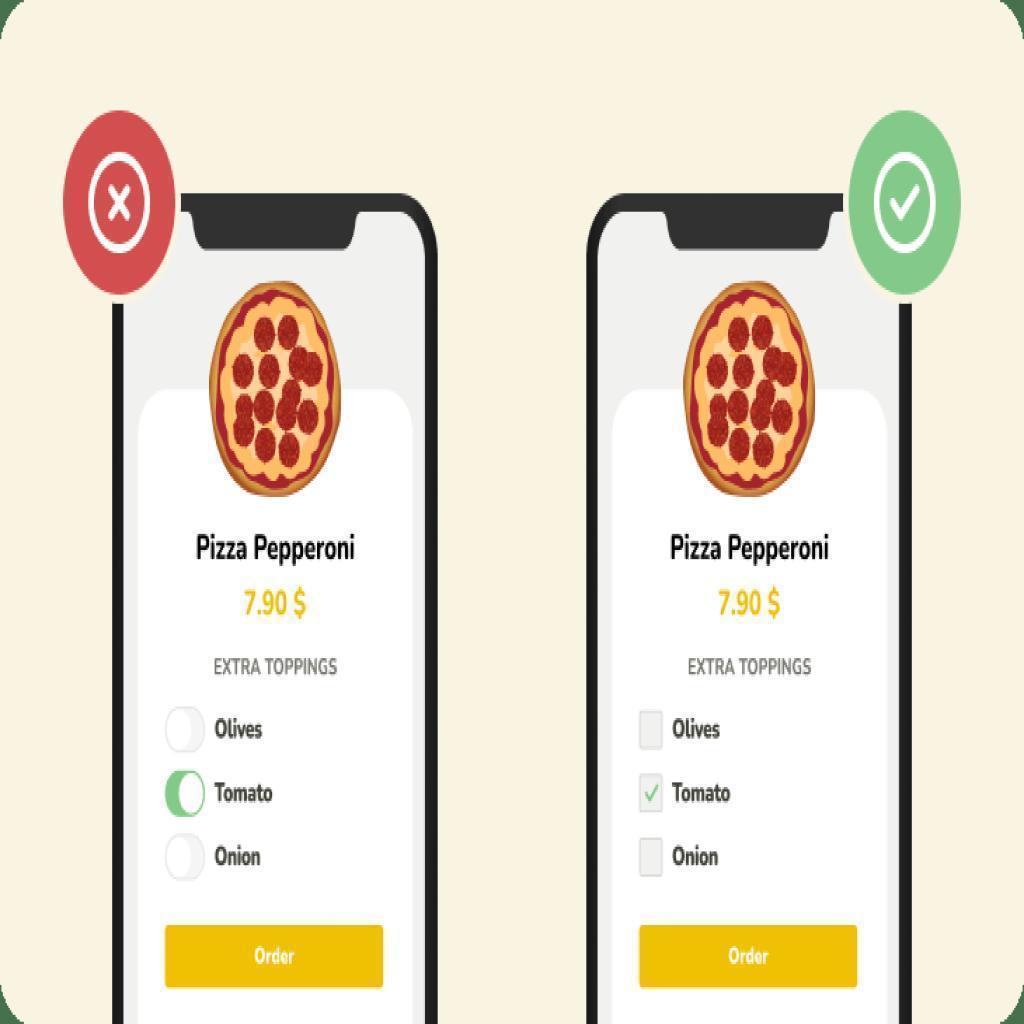 Pizza Pepperoni
7.90 $
EXTRA TOPPINGS
Olives
Tomato
Onion
Order
Pizza Pepperoni
7.90 $
EXTRA TOPPINGS
Olives
Tomato
Onion
Order